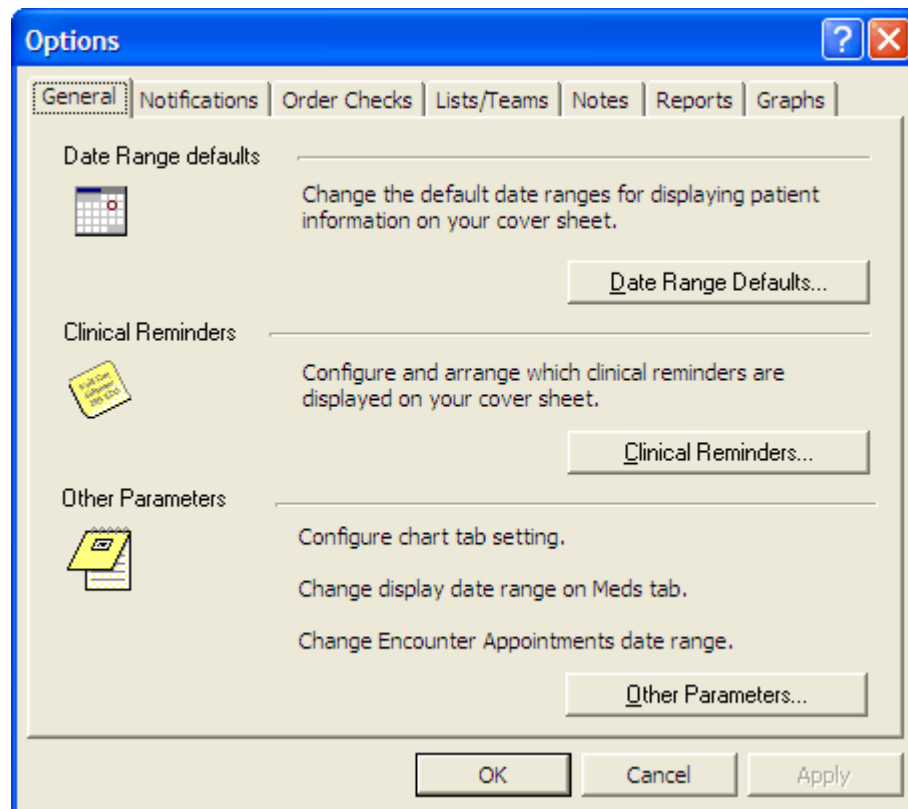 Options
General Notifications Order Checks Lists/Teams Notes Reports Graphs
Date Range defaults
Change the default date ranges for displaying patient
information on your cover sheet.
Date Range Defaults...
Clinical Reminders
Configure and arrange which clinical reminders are
displayed on your cover sheet.
Clinical Reminders...
Other Parameters
Configure chart tab setting.
Change display date range on Meds tab.
Change Encounter Appointments date range.
Other Parameters...
OK Cancel Apply